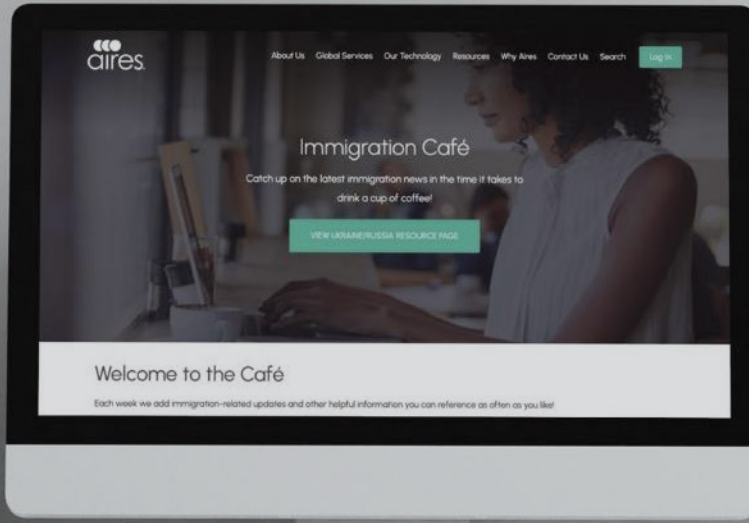 aires
About Us Global Services Our Technology Resources Why Aires Contact Us Search Log In
Immigration Café
Catch up on the latest immigration news in the time it takes to
drink a cup of coffee!
VIEW UKRAINE/RUSSIA RESOURCE PAGE
Welcome to the Café
Each week we add immigration-related updates and other helpful information you can reference as often as you like!